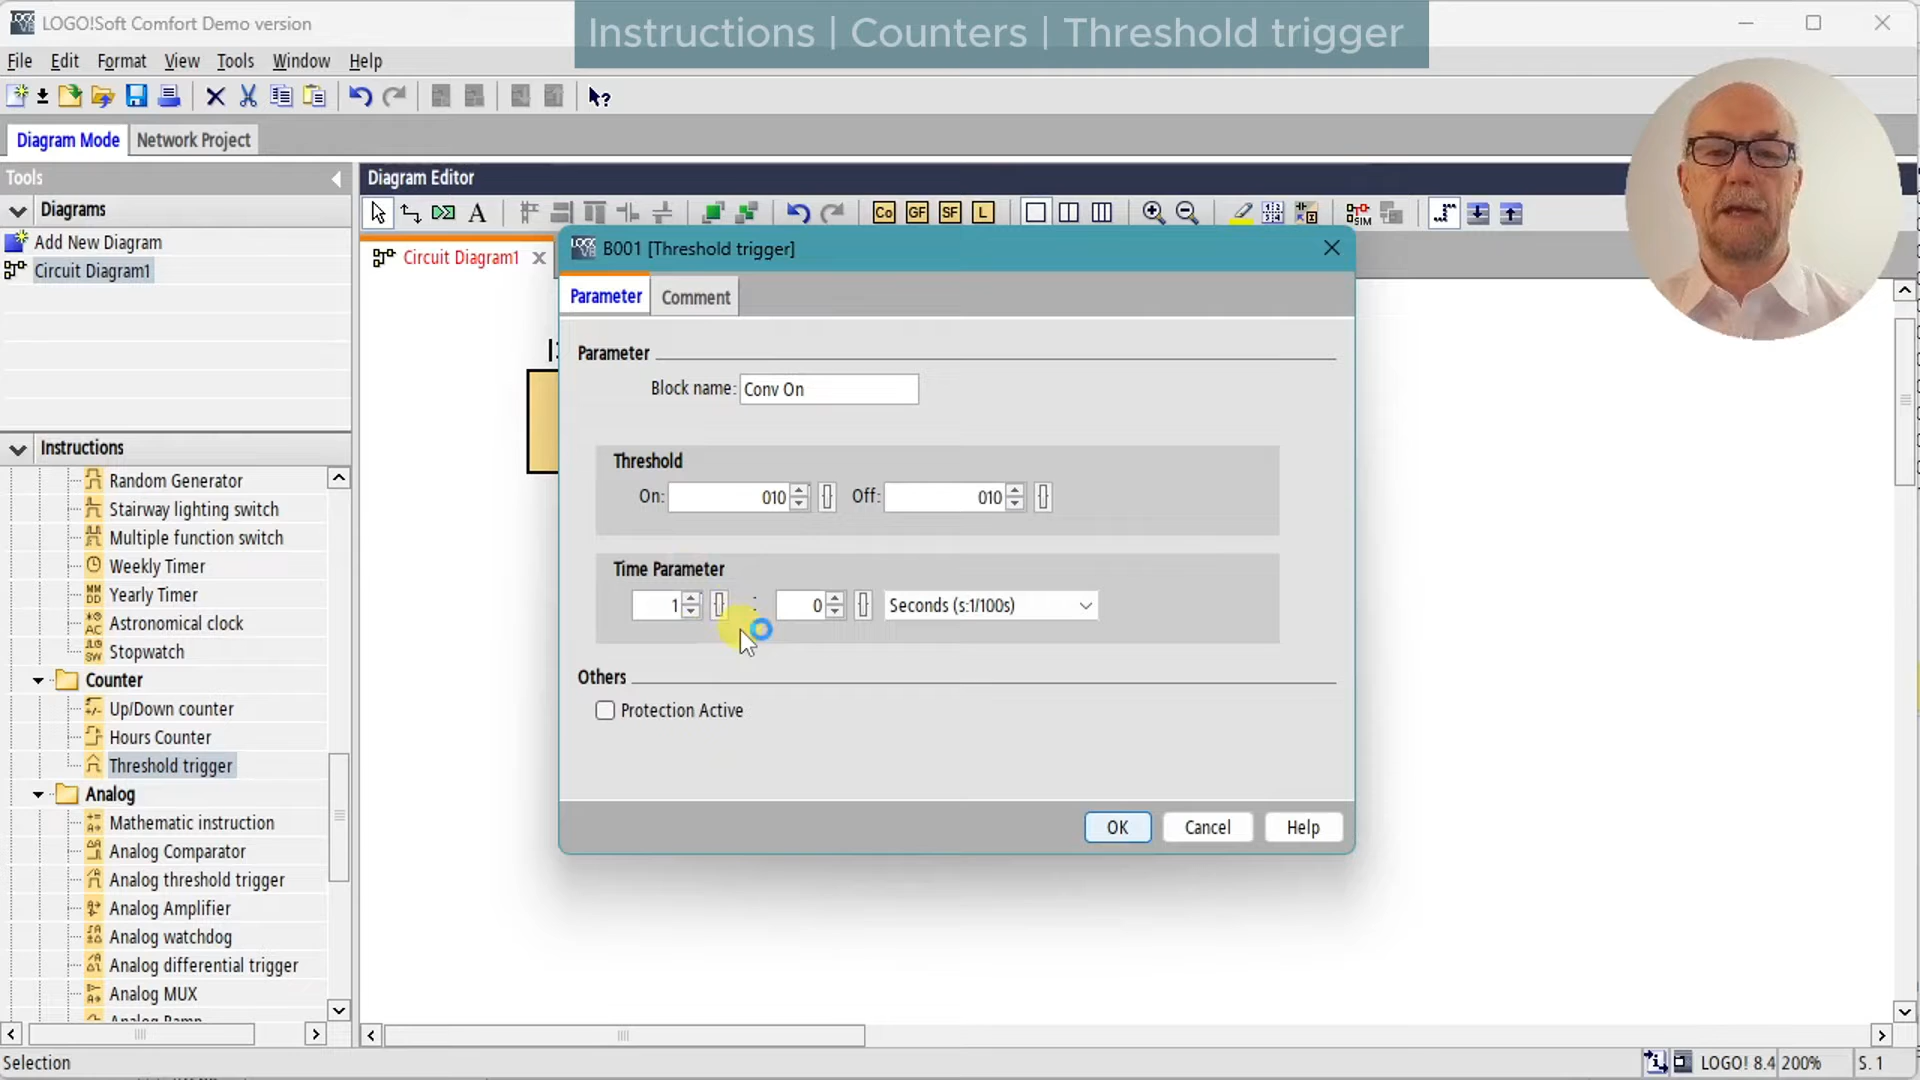 LOGO!Soft Comfort Demo version
Instructions | Counters | Threshold trigger
File Edit Format View Tools Window Help
Diagram Mode Network Project
Tools
Diagrams
Add New Diagram
Circuit Diagram1
Instructions
Random Generator
Stairway lighting switch
Multiple function switch
Weekly Timer
Yearly Timer
Astronomical clock
Stopwatch
Counter
Up/Down counter
Hours Counter
Threshold trigger
Analog
Mathematic instruction
Analog Comparator
Analog threshold trigger
Analog Amplifier
Analog watchdog
Analog differential trigger
Analog MUX
Analog Ramp
Diagram Editor
A Co GF SF L
Circuit Diagram1
B001 [Threshold trigger]
Parameter Comment
Parameter
Block name: Conv On
Threshold
On: 010 Off: 010
Time Parameter
1 : 0 Seconds (s:1/100s)
Others
Protection Active
OK Cancel Help
Selection
LOGO! 8.4 200% S. 1